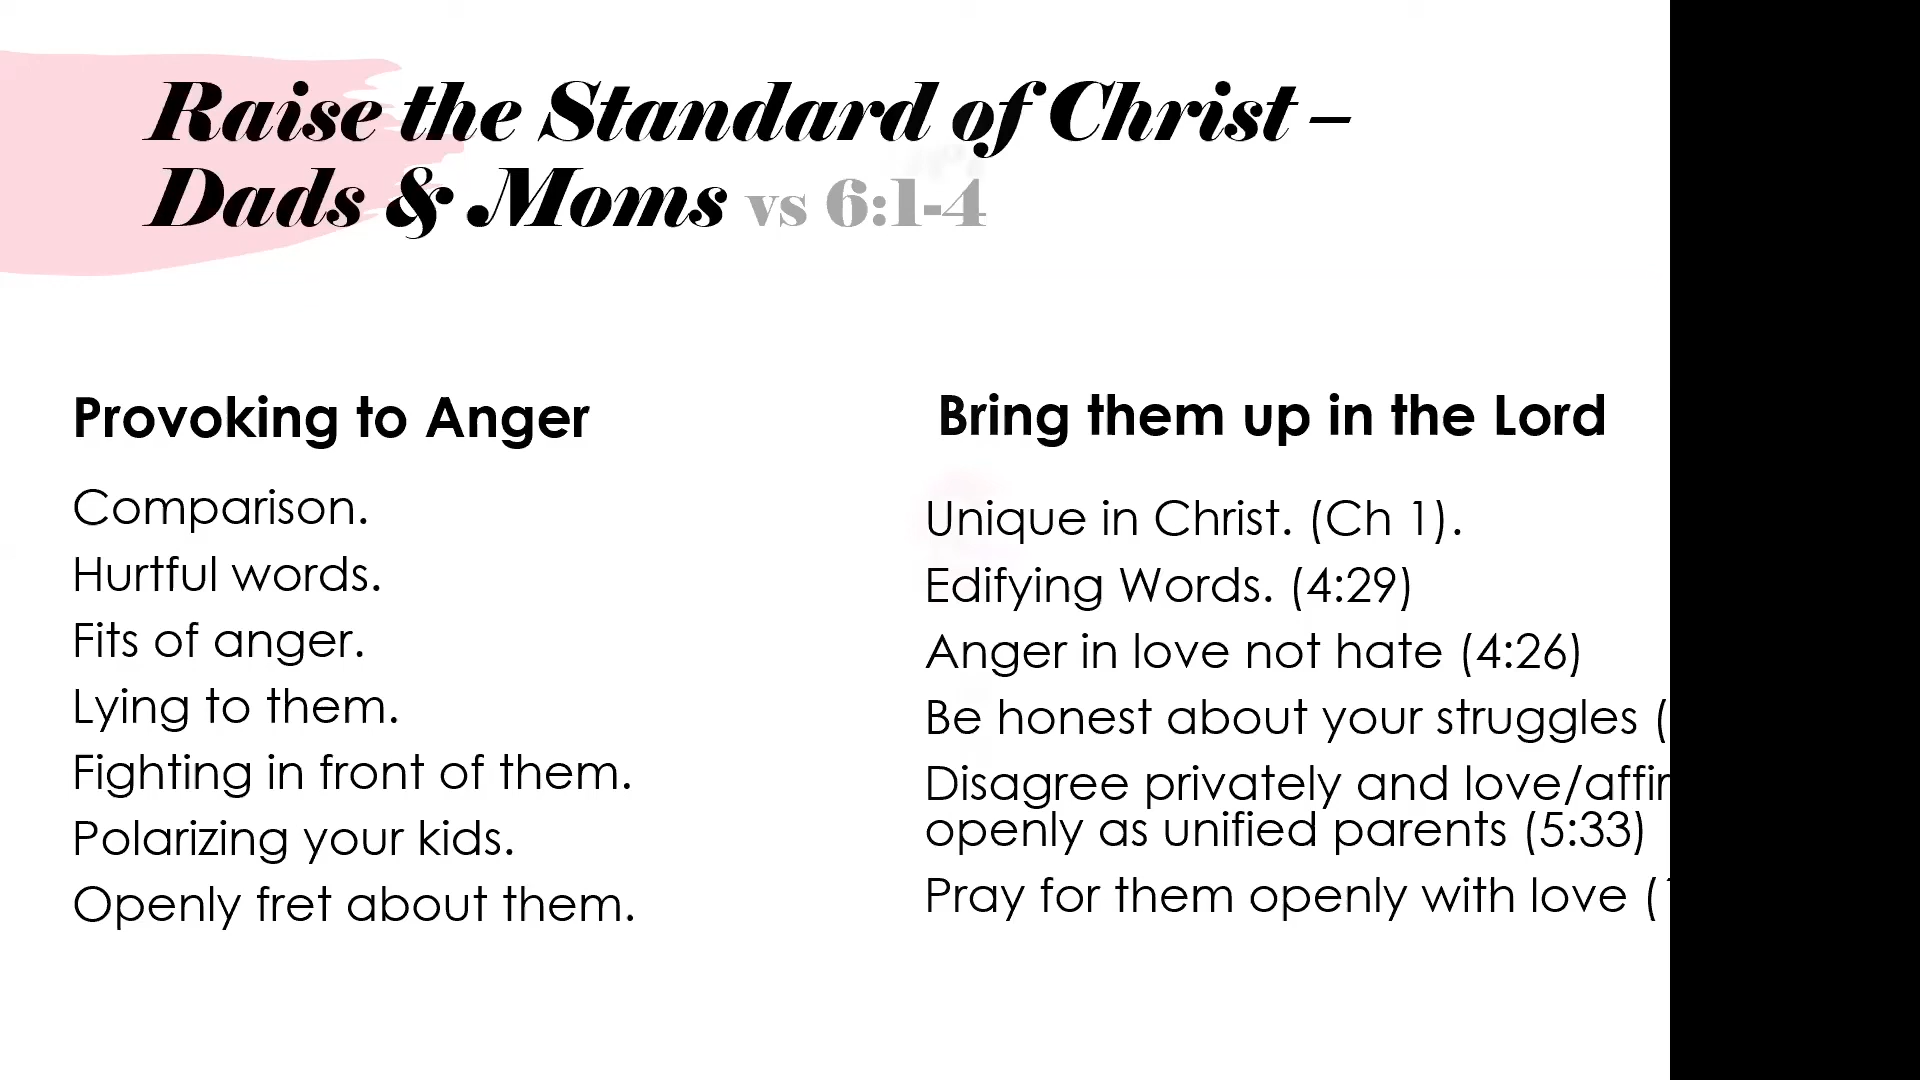 Raise the Standard of Christ –
Dads & Moms vs 6:1-4
Provoking to Anger
Comparison.
Hurtful words.
Fits of anger.
Lying to them.
Fighting in front of them.
Polarizing your kids.
Openly fret about them.
Bring them up in the Lord
Unique in Christ. (Ch 1).
Edifying Words. (4:29)
Anger in love not hate (4:26)
Be honest about your struggles (
Disagree privately and love/
openly as unified parents (5:33)
Pray for them openly with love (